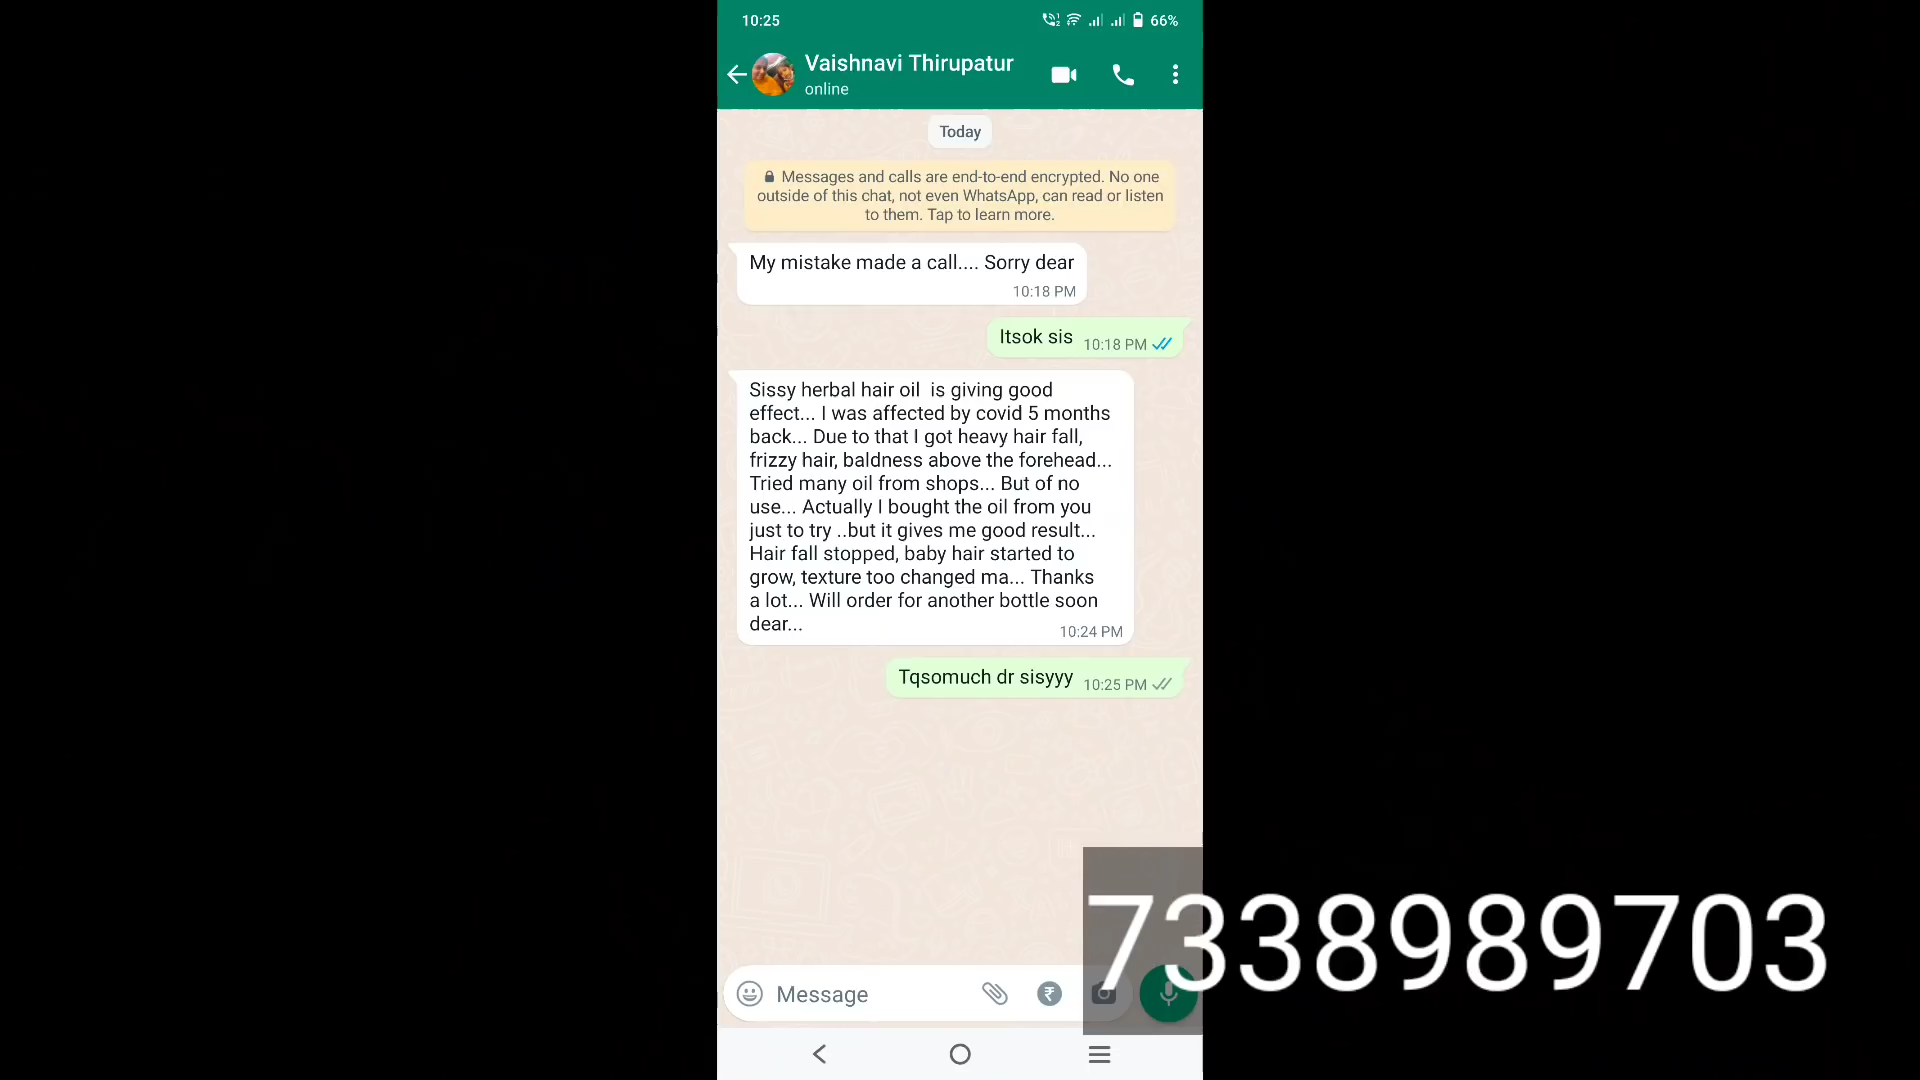 10:25
66%
Vaishnavi Thirupatur
online
Today
Messages and calls are end-to-end encrypted. No one
outside of this chat, not even WhatsApp, can read or listen
to them. Tap to learn more.
My mistake made a call.... Sorry dear
10:18 PM
Itsok sis 10:18 PM
Sissy herbal hair oil is giving good
effect... I was affected by covid 5 months
back... Due to that I got heavy hair fall,
frizzy hair, baldness above the forehead...
Tried many oil from shops... But of no
use... Actually I bought the oil from you
just to try ..but it gives me good result...
Hair fall stopped, baby hair started to
grow, texture too changed ma... Thanks
a lot... Will order for another bottle soon
dear...
10:24 PM
Tqsomuch dr sisyyy 10:25 PM
7338989703
Message